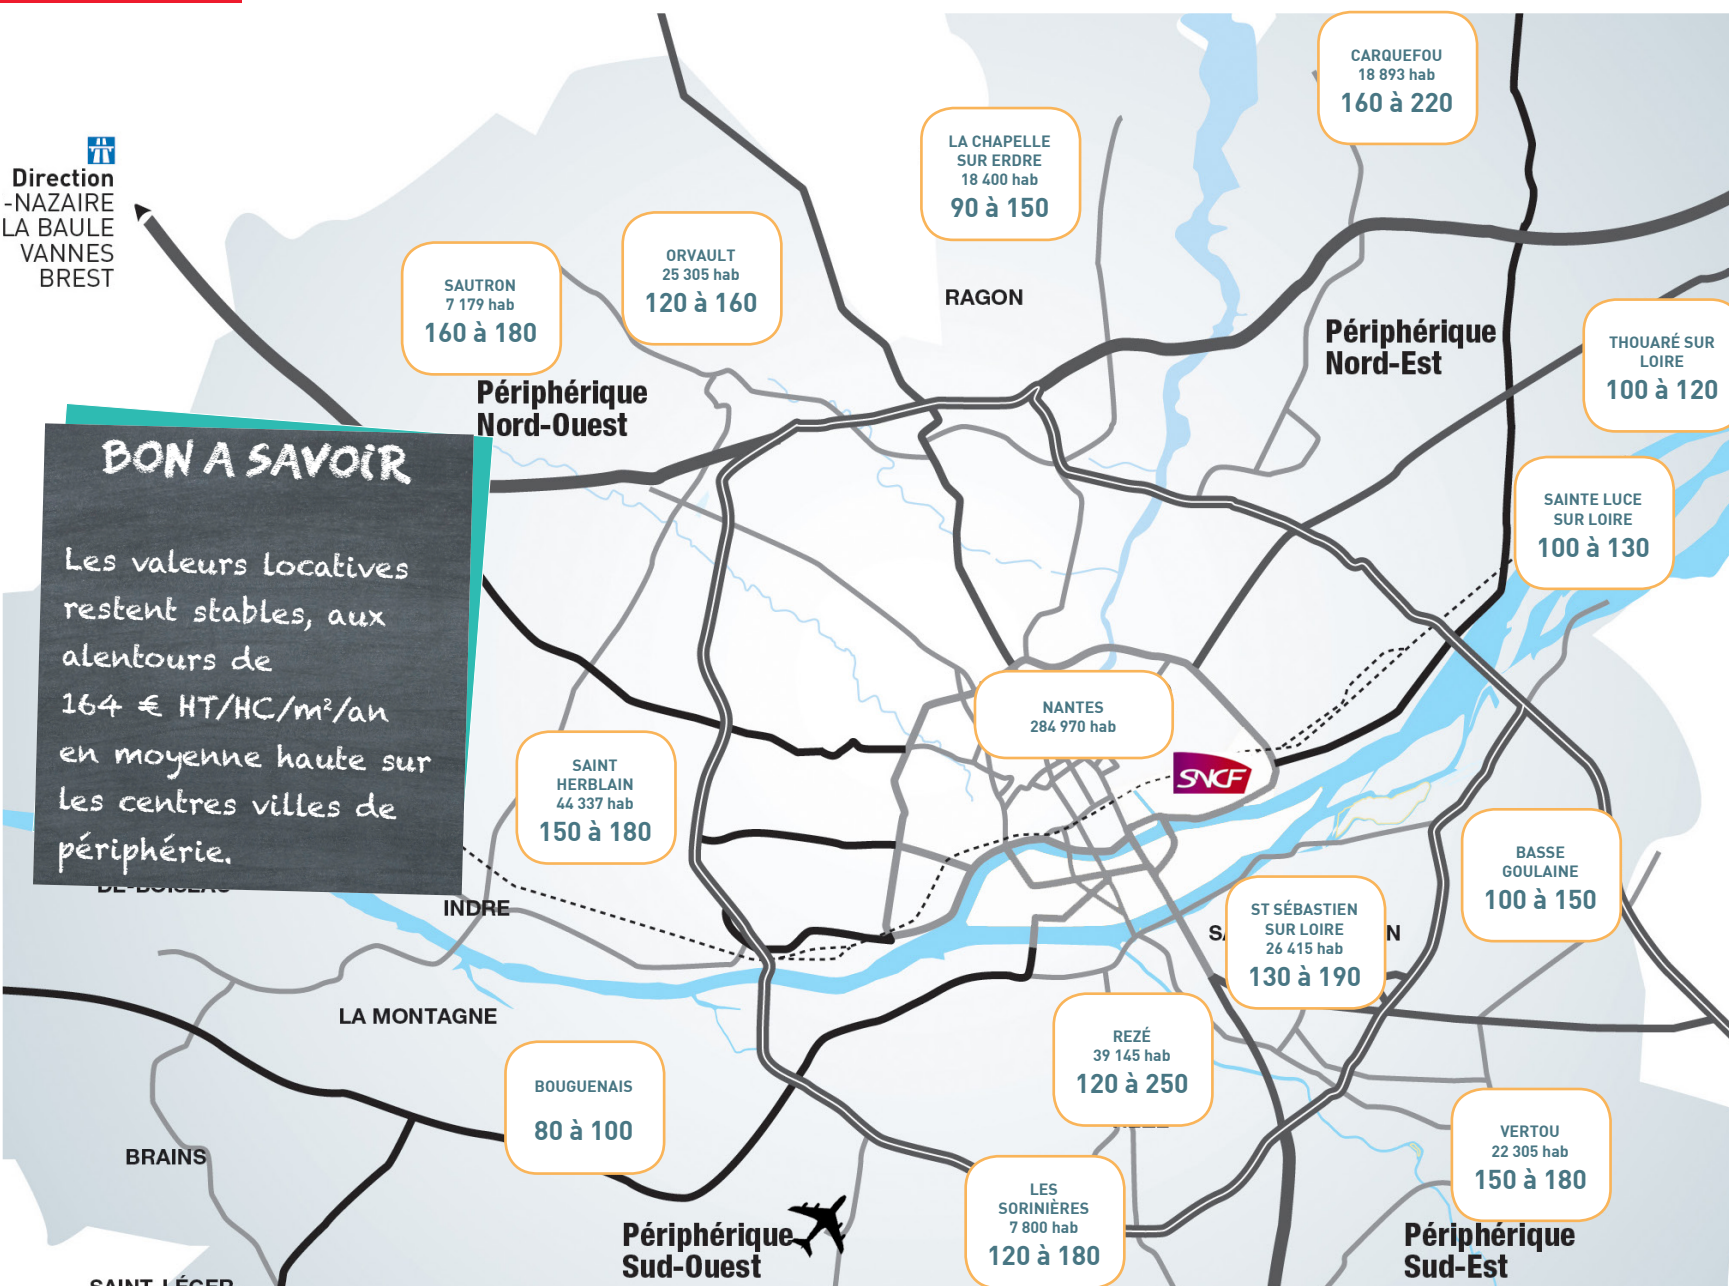 CARQUEFOU
18 893 hab
160 à 220
LA CHAPELLE
SUR ERDRE
18 400 hab
90 à 150
Direction
-NAZAIRE
LA BAULE
VANNES
BREST
ORVAULT
25 305 hab
120 à 160
SAUTRON
7 179 hab
160 à 180
RAGON
Périphérique
Nord-Est
THOUARÉ SUR
LOIRE
100 à 120
Périphérique
Nord-Ouest
BON A SAVOIR
Les valeurs locatives
restent stables, aux
alentours de
164 € HT/HC/m²/an
en moyenne haute sur
les centres villes de
périphérie.
SAINTE LUCE
SUR LOIRE
100 à 130
NANTES
284 970 hab
SNCF
SAINT
HERBLAIN
44 337 hab
150 à 180
BASSE
GOULAINE
100 à 150
INDRE
ST SÉBASTIEN
SUR LOIRE
26 415 hab
130 à 190
LA MONTAGNE
REZÉ
39 145 hab
120 à 250
BOUGUENAIS
80 à 100
VERTOU
22 305 hab
150 à 180
BRAINS
LES
SORINIÈRES
7 800 hab
120 à 180
Périphérique
Sud-Ouest
Périphérique
Sud-Est
SAINT-LÉGER